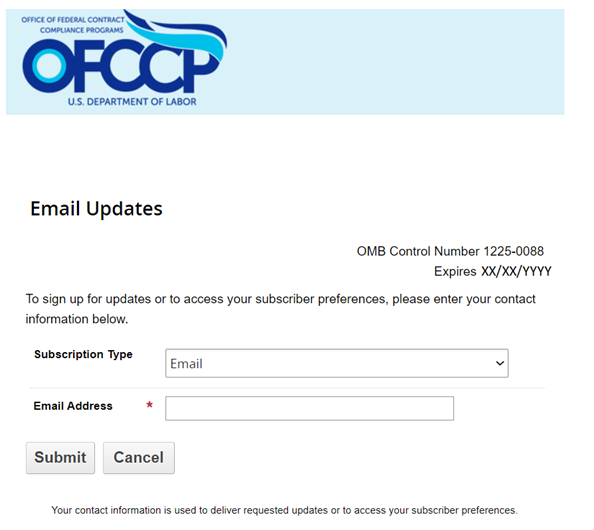 OFFICE OF FEDERAL CONTRACT
COMPLIANCE PROGRAMS
OFCCP
U.S. DEPARTMENT OF LABOR
Email Updates
OMB Control Number 1225-0088
Expires XX/XX/YYYY
To sign up for updates or to access your subscriber preferences, please enter your contact
information below.
Subscription Type
Email
Email Address *
Submit Cancel
Your contact information is used to deliver requested updates or to access your subscriber preferences.